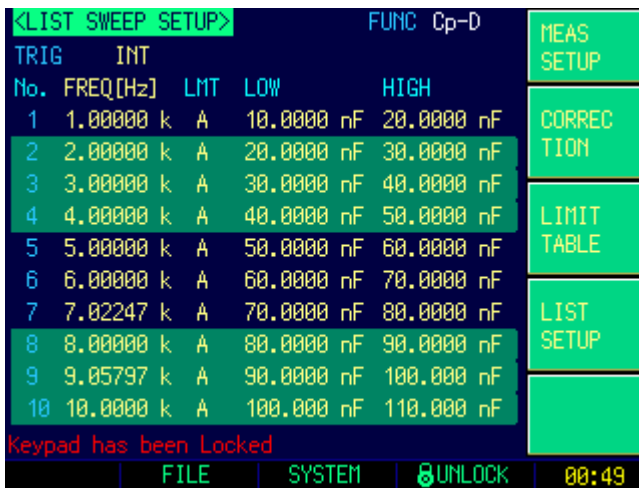 <LIST SWEEP SETUP> FUNC Cp-D
TRIG INT
No. FREQ[Hz] LMT LOW HIGH
1 1.00000 k A 10.0000 nF 20.0000 nF
2 2.00000 k A 20.0000 nF 30.0000 nF
3 3.00000 k A 30.0000 nF 40.0000 nF
4 4.00000 k A 40.0000 nF 50.0000 nF
5 5.00000 k A 50.0000 nF 60.0000 nF
6 6.00000 k A 60.0000 nF 70.0000 nF
7 7.02247 k A 70.0000 nF 80.0000 nF
8 8.00000 k A 80.0000 nF 90.0000 nF
9 9.05797 k A 90.0000 nF 100.000 nF
10 10.0000 k A 100.000 nF 110.000 nF
Keypad has been Locked
MEAS
SETUP
CORREC
TION
LIMIT
TABLE
LIST
SETUP
FILE SYSTEM UNLOCK 00:49